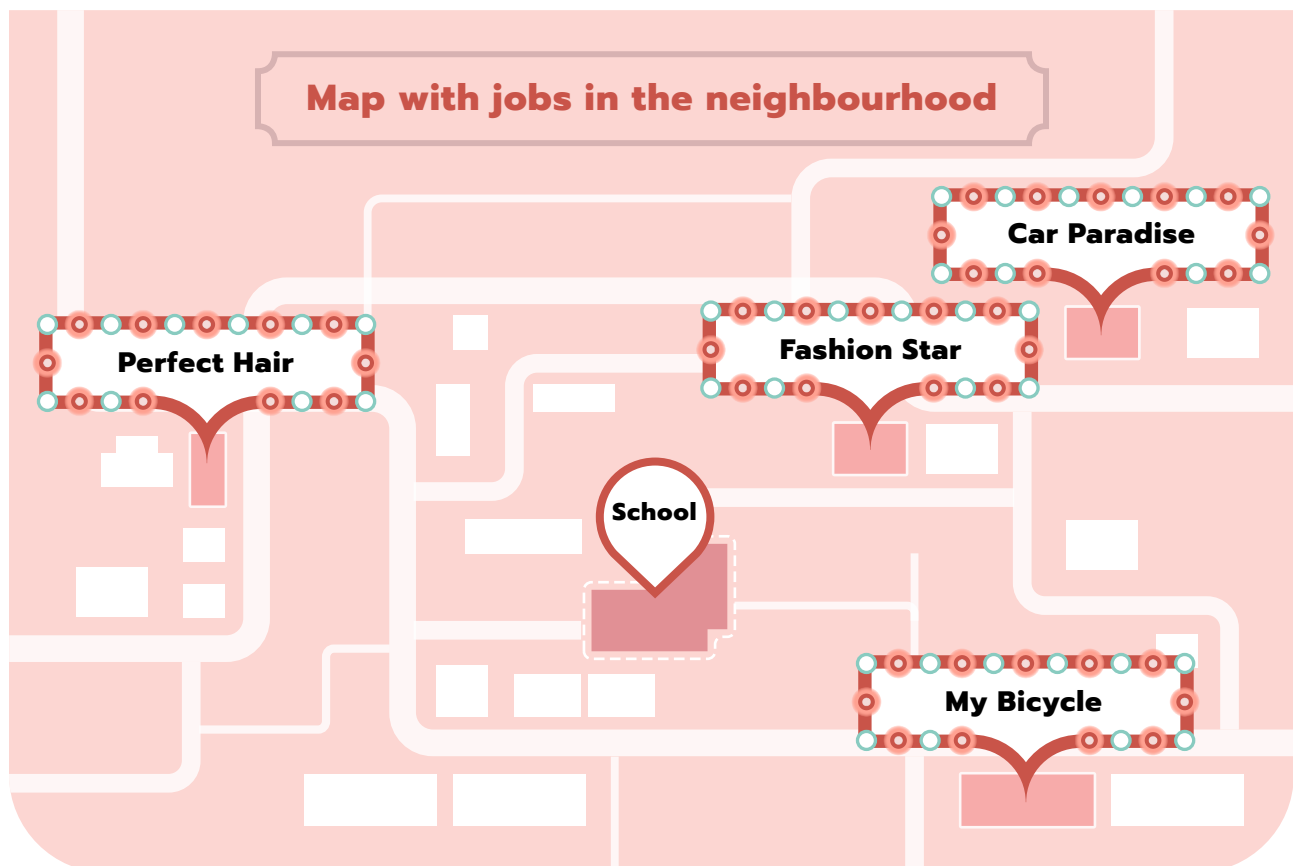 Map with jobs in the neighbourhood
Car Paradise
Fashion Star
Perfect Hair
School
My Bicycle